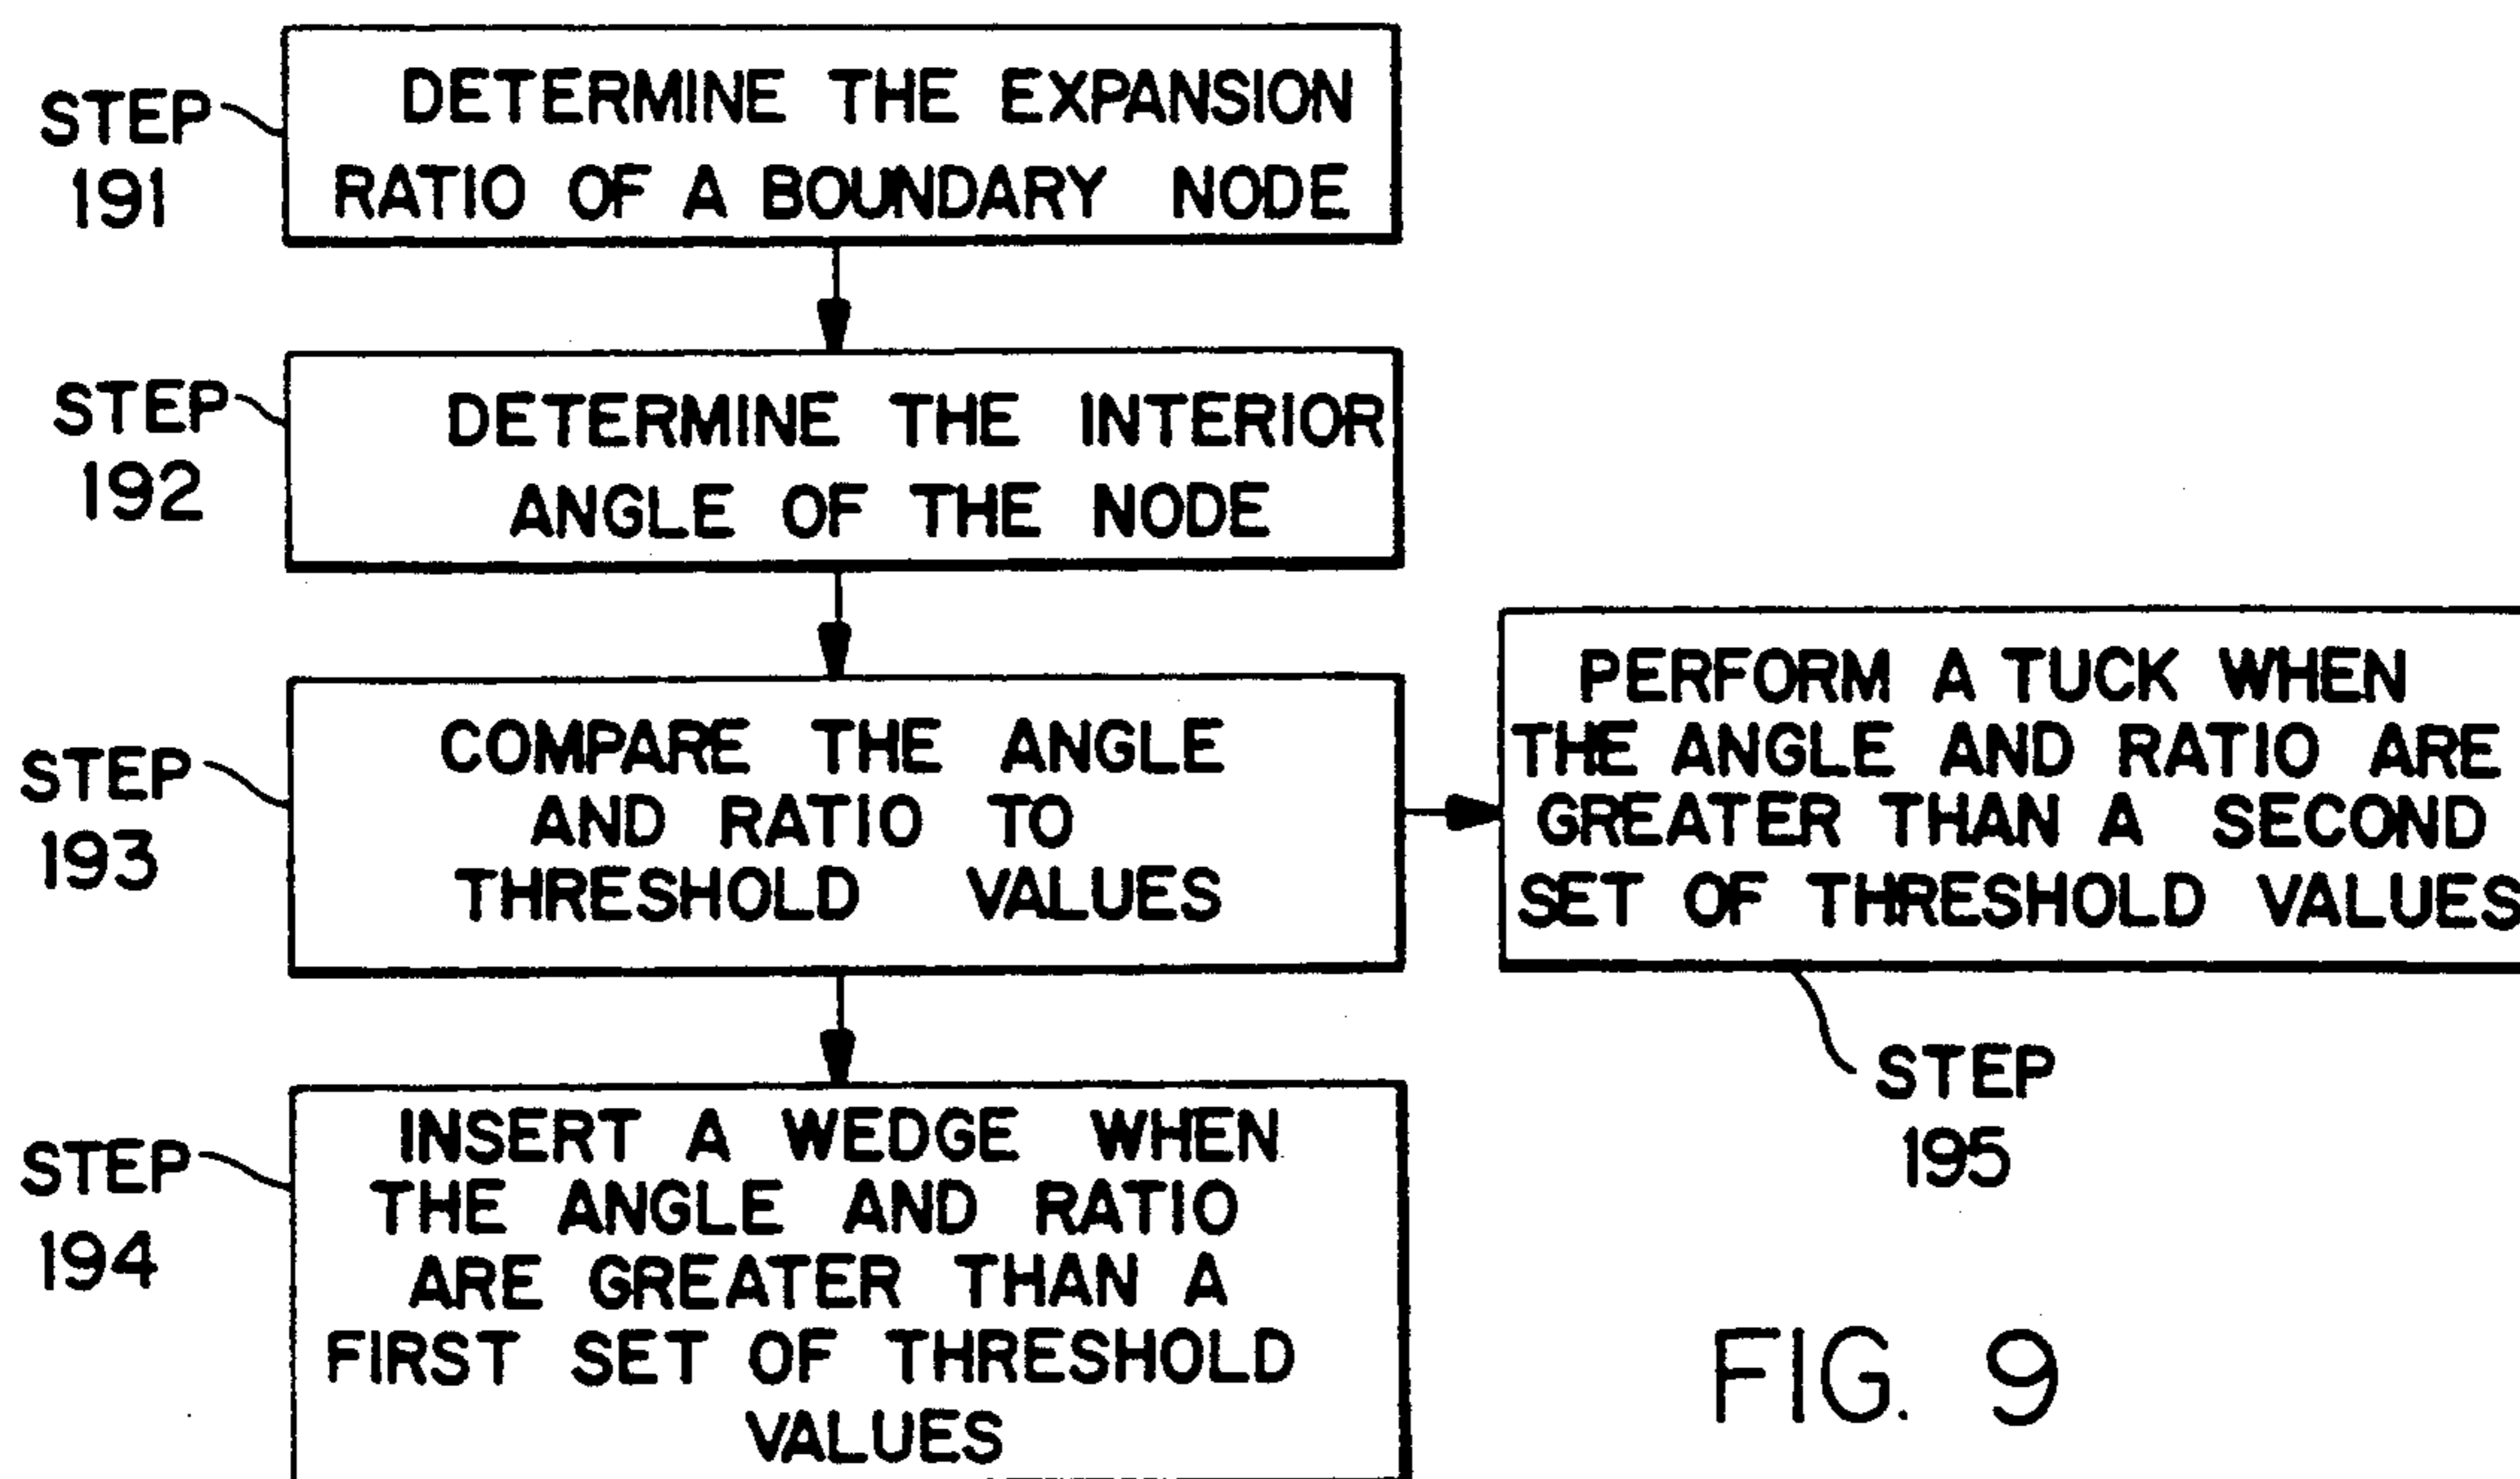 STEP
191
DETERMINE THE EXPANSION
RATIO OF A BOUNDARY NODE
STEP
192
DETERMINE THE INTERIOR
ANGLE OF THE NODE
STEP
193
COMPARE THE ANGLE
AND RATIO TO
THRESHOLD VALUES
PERFORM A TUCK WHEN
THE ANGLE AND RATIO ARE
GREATER THAN A SECOND
SET OF THRESHOLD VALUES
STEP
195
STEP
194
INSERT A WEDGE WHEN
THE ANGLE AND RATIO
ARE GREATER THAN A
FIRST SET OF THRESHOLD
VALUES
FIG. 9